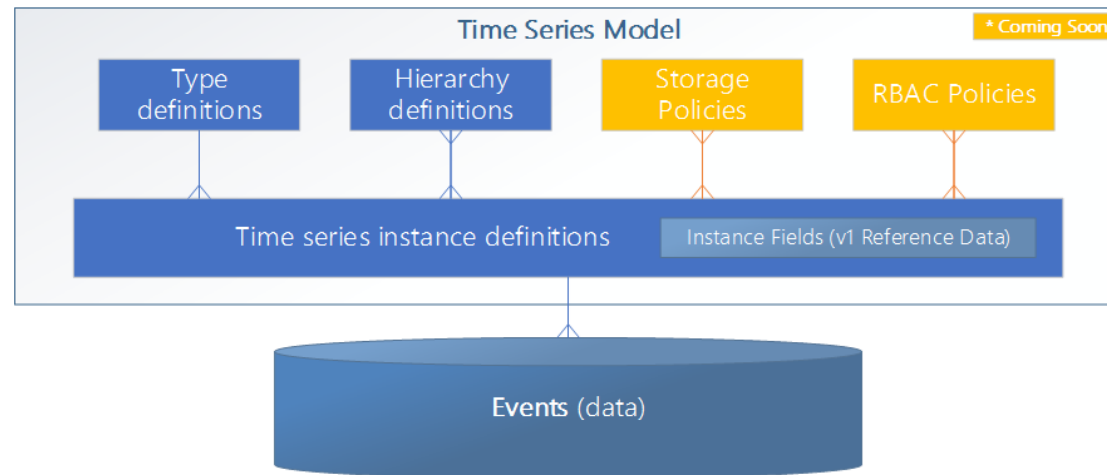 Time Series Model
* Coming Soon
Type
definitions
Hierarchy
definitions
Storage
Policies
RBAC Policies
Time series instance definitions
Instance Fields (v1 Reference Data)
Events (data)